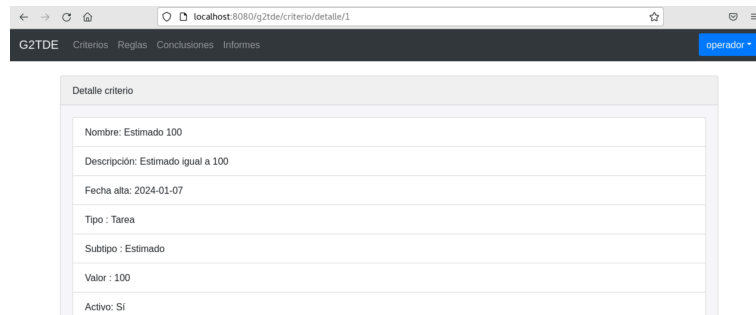 localhost:8080/g2tde/criterio/detalle/1
G2TDE Criterios Reglas Conclusiones Informes operador
Detalle criterio
Nombre: Estimado 100
Descripción: Estimado igual a 100
Fecha alta: 2024-01-07
Tipo : Tarea
Subtipo : Estimado
Valor : 100
Activo: Sí